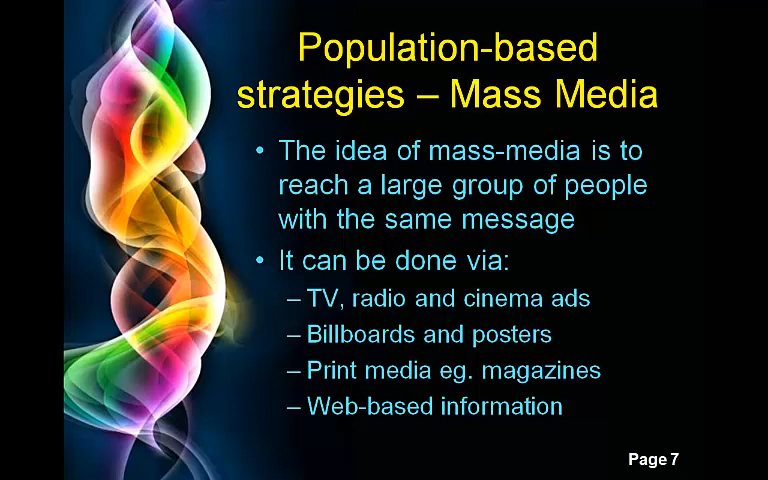 Population-based
strategies – Mass Media
• The idea of mass-media is to
reach a large group of people
with the same message
• It can be done via:
– TV, radio and cinema ads
– Billboards and posters
– Print media eg. magazines
– Web-based information
Page 7